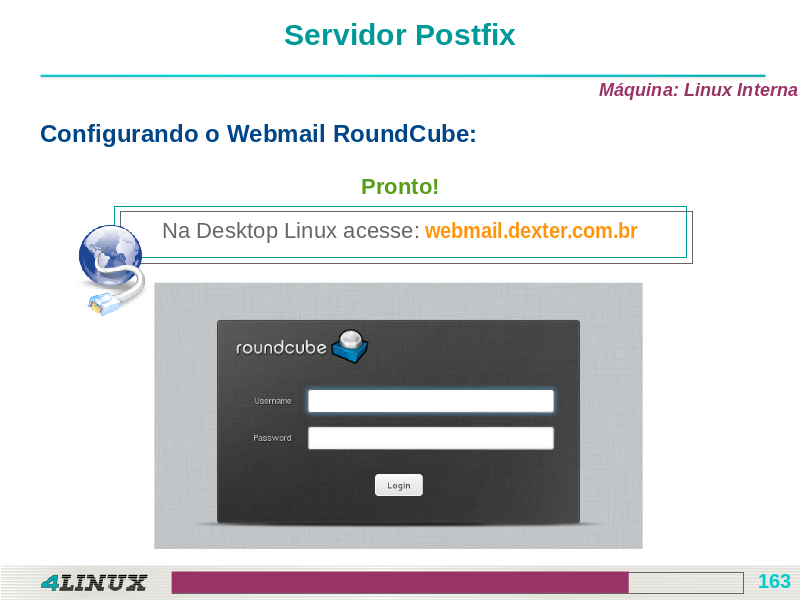 Servidor Postfix
Máquina: Linux Interna
Configurando o Webmail RoundCube:
Pronto!
Na Desktop Linux acesse: webmail.dexter.com.br
roundcube
Username
Password
Login
4LINUX
163